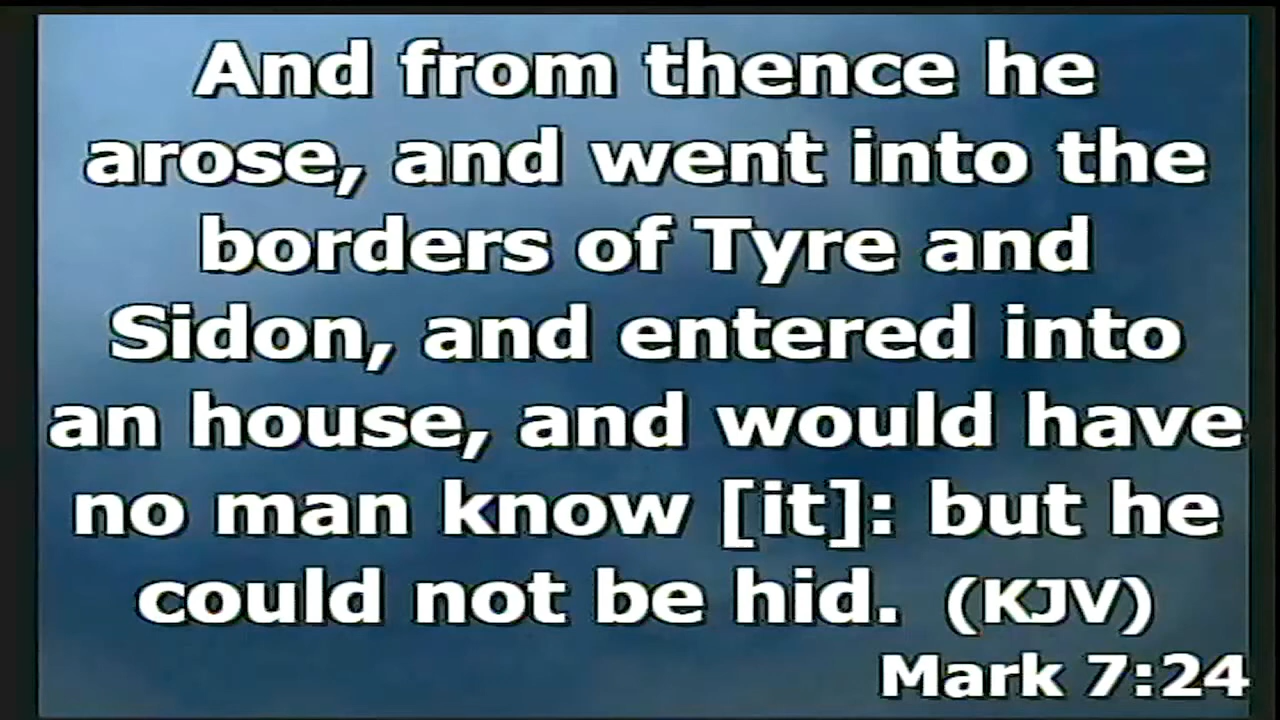 And from thence he
arose, and went into the
borders of Tyre and
Sidon, and entered into
an house, and would have
no man know [it]: but he
could not be hid. (KJV)
Mark 7:24